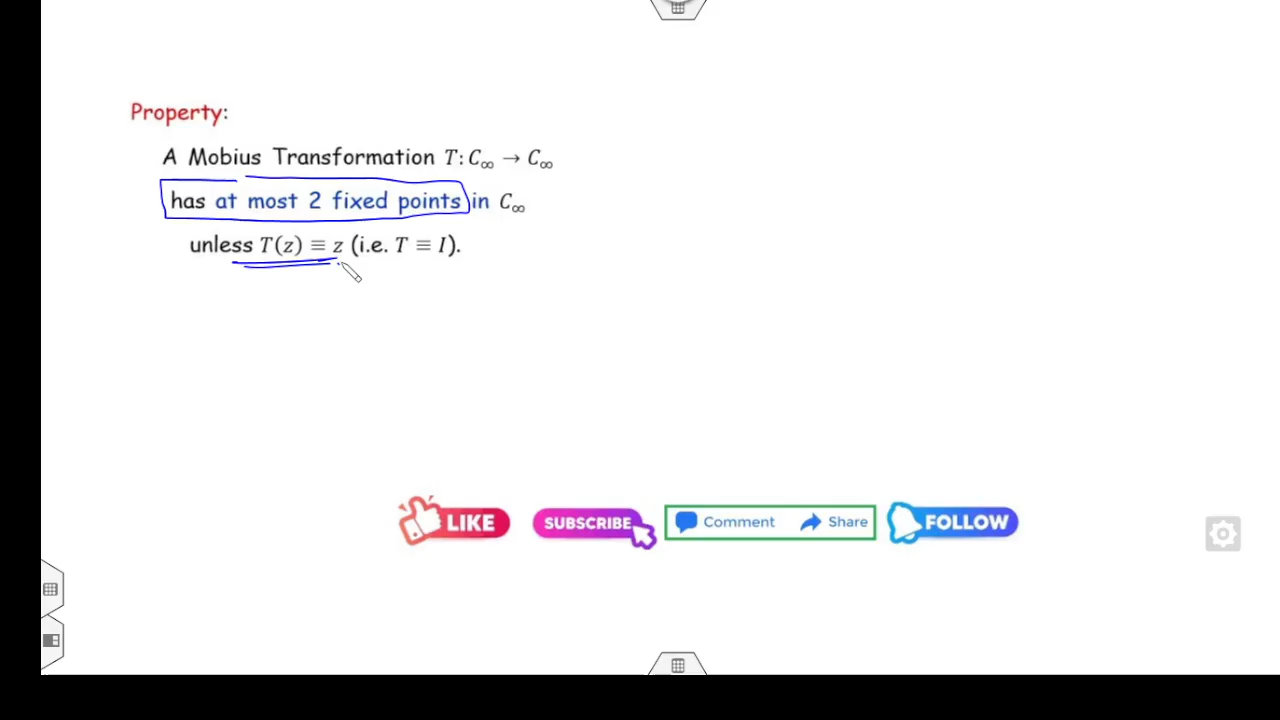 Property:
A Mobius Transformation T: C∞ → C∞
has at most 2 fixed points in C∞
unless T(z) ≡ z (i.e. T ≡ I).
LIKE
SUBSCRIBE
Comment
Share
FOLLOW